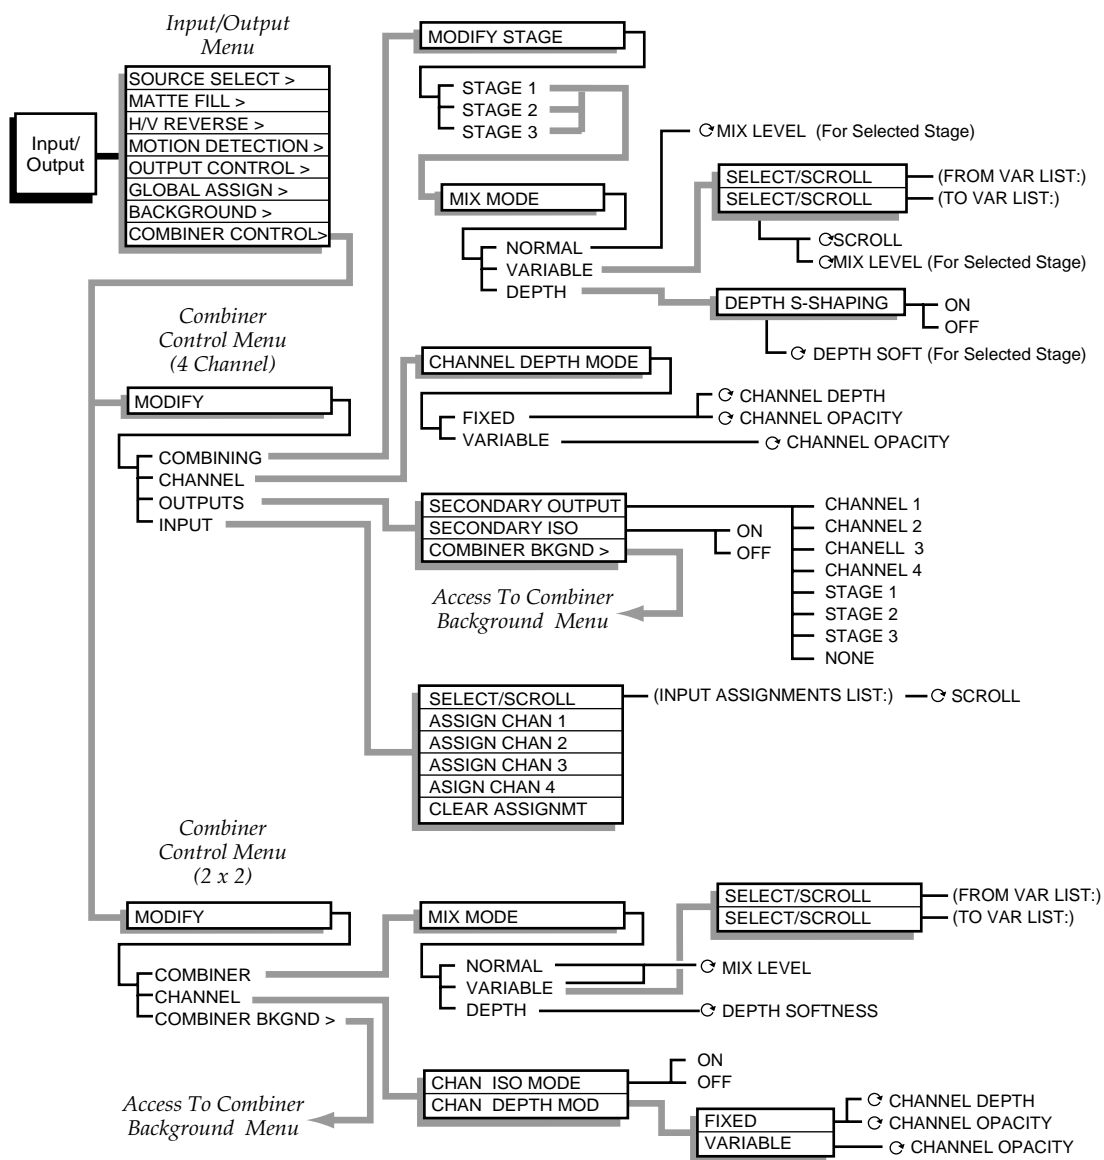 Input/Output
Menu
Input/
Output
SOURCE SELECT >
MATTE FILL >
H/V REVERSE >
MOTION DETECTION >
OUTPUT CONTROL >
GLOBAL ASSIGN >
BACKGROUND >
COMBINER CONTROL>
MODIFY STAGE
STAGE 1
STAGE 2
STAGE 3
MIX MODE
NORMAL
VARIABLE
DEPTH
MIX LEVEL (For Selected Stage)
SELECT/SCROLL
(FROM VAR LIST:)
SELECT/SCROLL
(TO VAR LIST:)
SCROLL
MIX LEVEL (For Selected Stage)
DEPTH S-SHAPING
ON
OFF
DEPTH SOFT (For Selected Stage)
Combiner
Control Menu
(4 Channel)
MODIFY
COMBINING
CHANNEL
OUTPUTS
INPUT
CHANNEL DEPTH MODE
FIXED
VARIABLE
CHANNEL DEPTH
CHANNEL OPACITY
CHANNEL OPACITY
SECONDARY OUTPUT
SECONDARY ISO
COMBINER BKGND >
ON
OFF
CHANNEL 1
CHANNEL 2
CHANELL 3
CHANNEL 4
STAGE 1
STAGE 2
STAGE 3
NONE
Access To Combiner
Background Menu
SELECT/SCROLL
(INPUT ASSIGNMENTS LIST:)
SCROLL
ASSIGN CHAN 1
ASSIGN CHAN 2
ASSIGN CHAN 3
ASIGN CHAN 4
CLEAR ASSIGNMT
Combiner
Control Menu
(2 x 2)
MODIFY
COMBINER
CHANNEL
COMBINER BKGND >
MIX MODE
NORMAL
VARIABLE
DEPTH
SELECT/SCROLL
(FROM VAR LIST:)
SELECT/SCROLL
(TO VAR LIST:)
MIX LEVEL
DEPTH SOFTNESS
Access To Combiner
Background Menu
CHAN ISO MODE
CHAN DEPTH MOD
ON
OFF
FIXED
VARIABLE
CHANNEL DEPTH
CHANNEL OPACITY
CHANNEL OPACITY